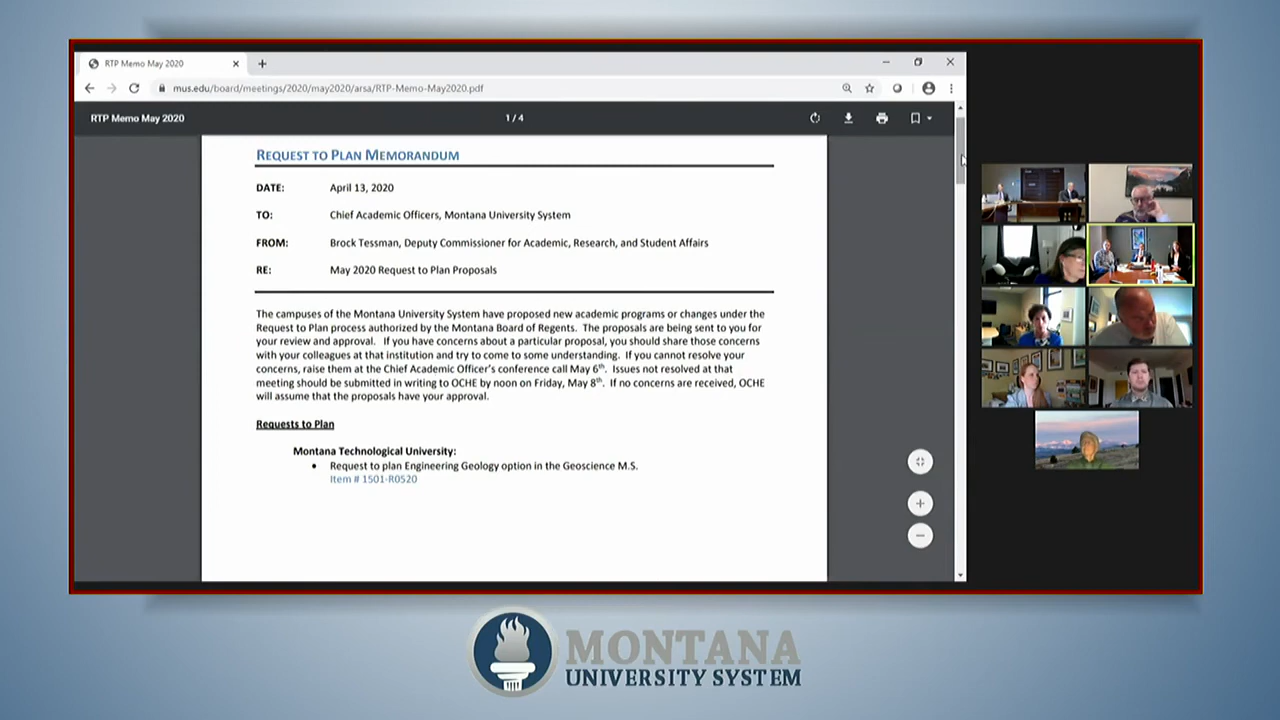 RTP Memo May 2020
mus.edu/board/meetings/2020/may2020/arsa/RTP-Memo-May2020.pdf
RTP Memo May 2020
1 / 4
REQUEST TO PLAN MEMORANDUM
DATE: April 13, 2020
TO: Chief Academic Officers, Montana University System
FROM: Brock Tessman, Deputy Commissioner for Academic, Research, and Student Affairs
RE: May 2020 Request to Plan Proposals
The campuses of the Montana University System have proposed new academic programs or changes under the
Request to Plan process authorized by the Montana Board of Regents. The proposals are being sent to you for
your review and approval. If you have concerns about a particular proposal, you should share those concerns
with your colleagues at that institution and try to come to some understanding. If you cannot resolve your
concerns, raise them at the Chief Academic Officer's conference call May 6th. Issues not resolved at that
meeting should be submitted in writing to OCHE by noon on Friday, May 8th. If no concerns are received, OCHE
will assume that the proposals have your approval.
Requests to Plan
Montana Technological University:
• Request to plan Engineering Geology option in the Geoscience M.S.
Item # 1501-R0520
MONTANA
UNIVERSITY SYSTEM